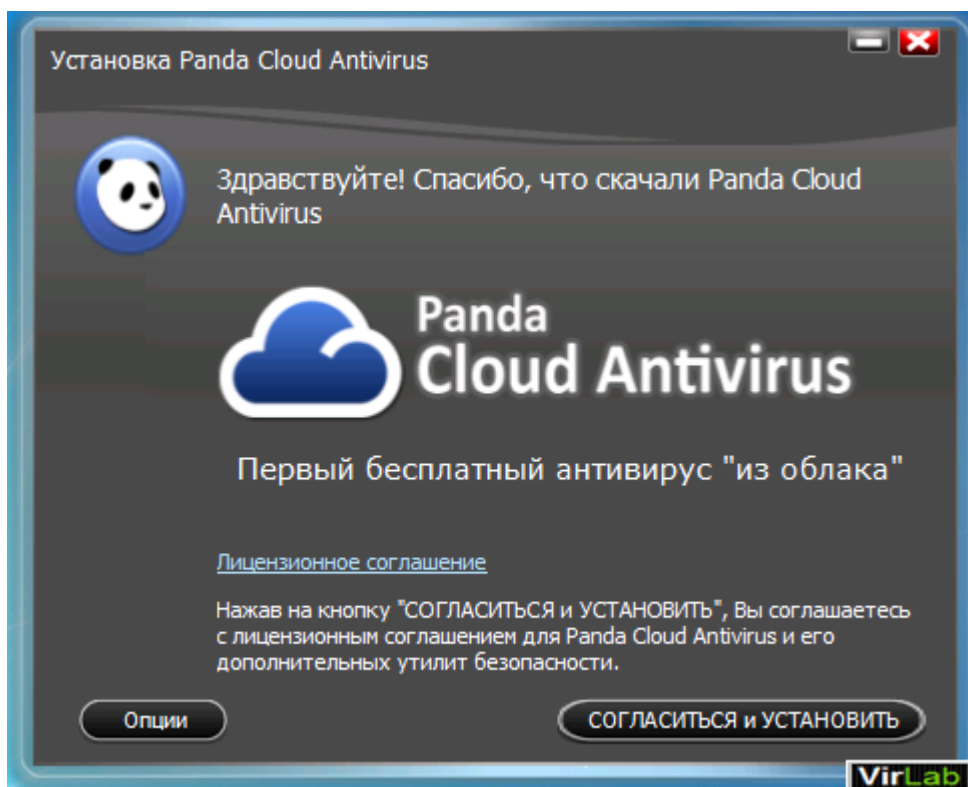 Установка Panda Cloud Antivirus
Здравствуйте! Спасибо, что скачали Panda Cloud
Antivirus
Panda
Cloud Antivirus
Первый бесплатный антивирус "из облака"
Лицензионное соглашение
Нажав на кнопку "СОГЛАСИТЬСЯ и УСТАНОВИТЬ", Вы соглашаетесь
с лицензионным соглашением для Panda Cloud Antivirus и его
дополнительных утилит безопасности.
Опции
СОГЛАСИТЬСЯ и УСТАНОВИТЬ
VirLab